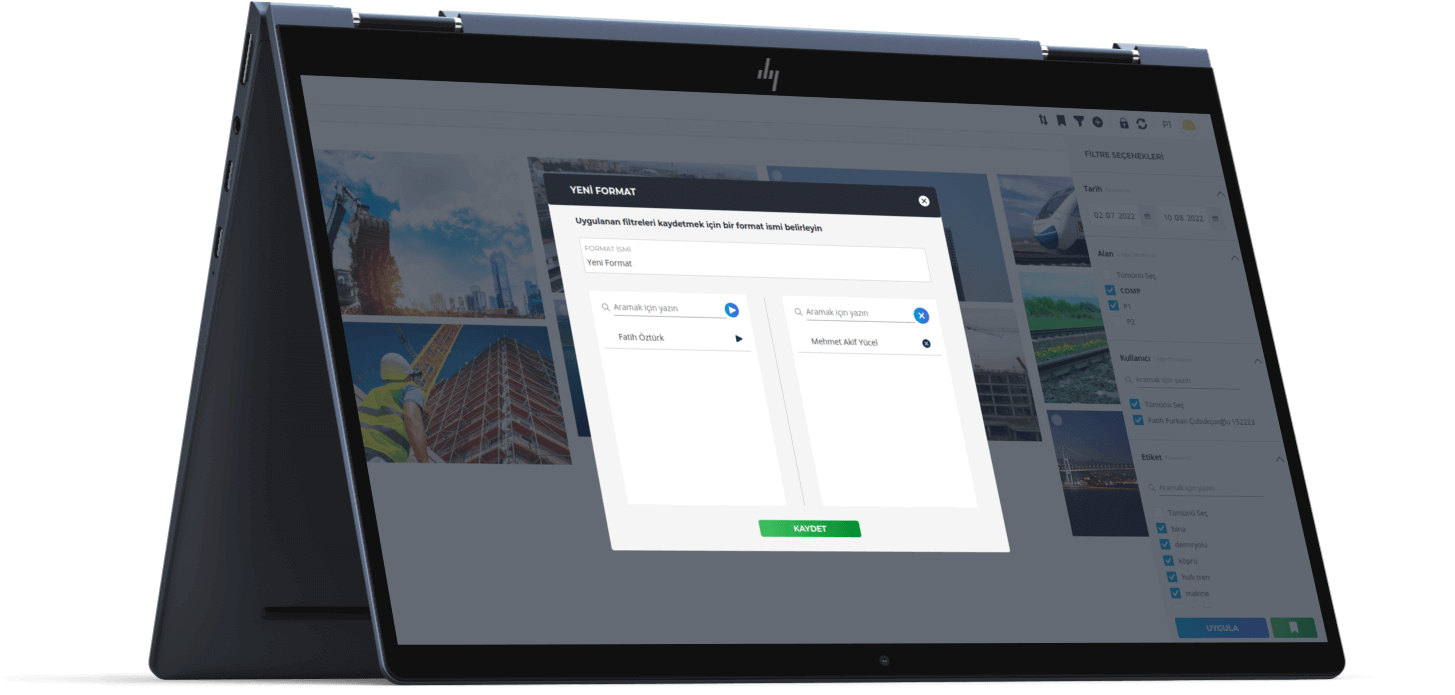 P1
FİLTRE SEÇENEKLERİ
Tarih
02.07.2022
10.08.2022
Alan
Tümünü Seç
COMP
P1
P2
Kullanıcı
Aramak için yazın
Tümünü Seç
Fatih Furkan Çubukçuoğlu 152223
Etiket
Aramak için yazın
Tümünü Seç
bina
demiryolu
köprü
hızlı tren
makina
UYGULA
YENİ FORMAT
Uygulanan filtreleri kaydetmek için bir format ismi belirleyin
FORMAT İSMİ
Yeni Format
Aramak için yazın
Fatih Öztürk
Aramak için yazın
Mehmet Akif Yücel
KAYDET